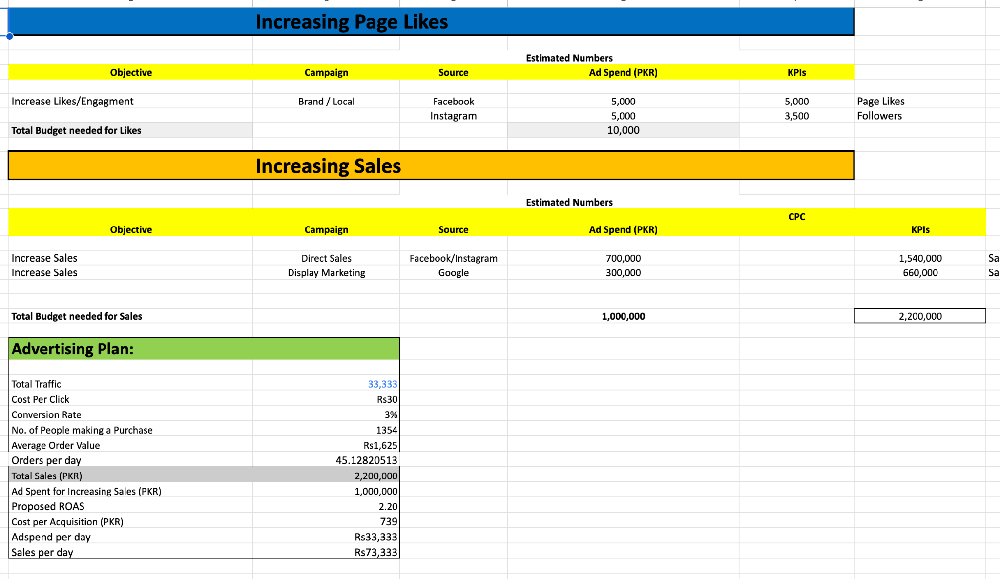 Increasing Page Likes
Estimated Numbers
Objective Campaign Source Ad Spend (PKR) KPIs
Increase Likes/Engagment Brand / Local Facebook 5,000 5,000 Page Likes
Instagram 5,000 3,500 Followers
Total Budget needed for Likes 10,000
Increasing Sales
Estimated Numbers
CPC
Objective Campaign Source Ad Spend (PKR) KPIs
Increase Sales Direct Sales Facebook/Instagram 700,000 1,540,000 Sa
Increase Sales Display Marketing Google 300,000 660,000 Sa
Total Budget needed for Sales 1,000,000 2,200,000
Advertising Plan:
Total Traffic 33,333
Cost Per Click Rs30
Conversion Rate 3%
No. of People making a Purchase 1354
Average Order Value Rs1,625
Orders per day 45.12820513
Total Sales (PKR) 2,200,000
Ad Spent for Increasing Sales (PKR) 1,000,000
Proposed ROAS 2.20
Cost per Acquisition (PKR) 739
Adspend per day Rs33,333
Sales per day Rs73,333